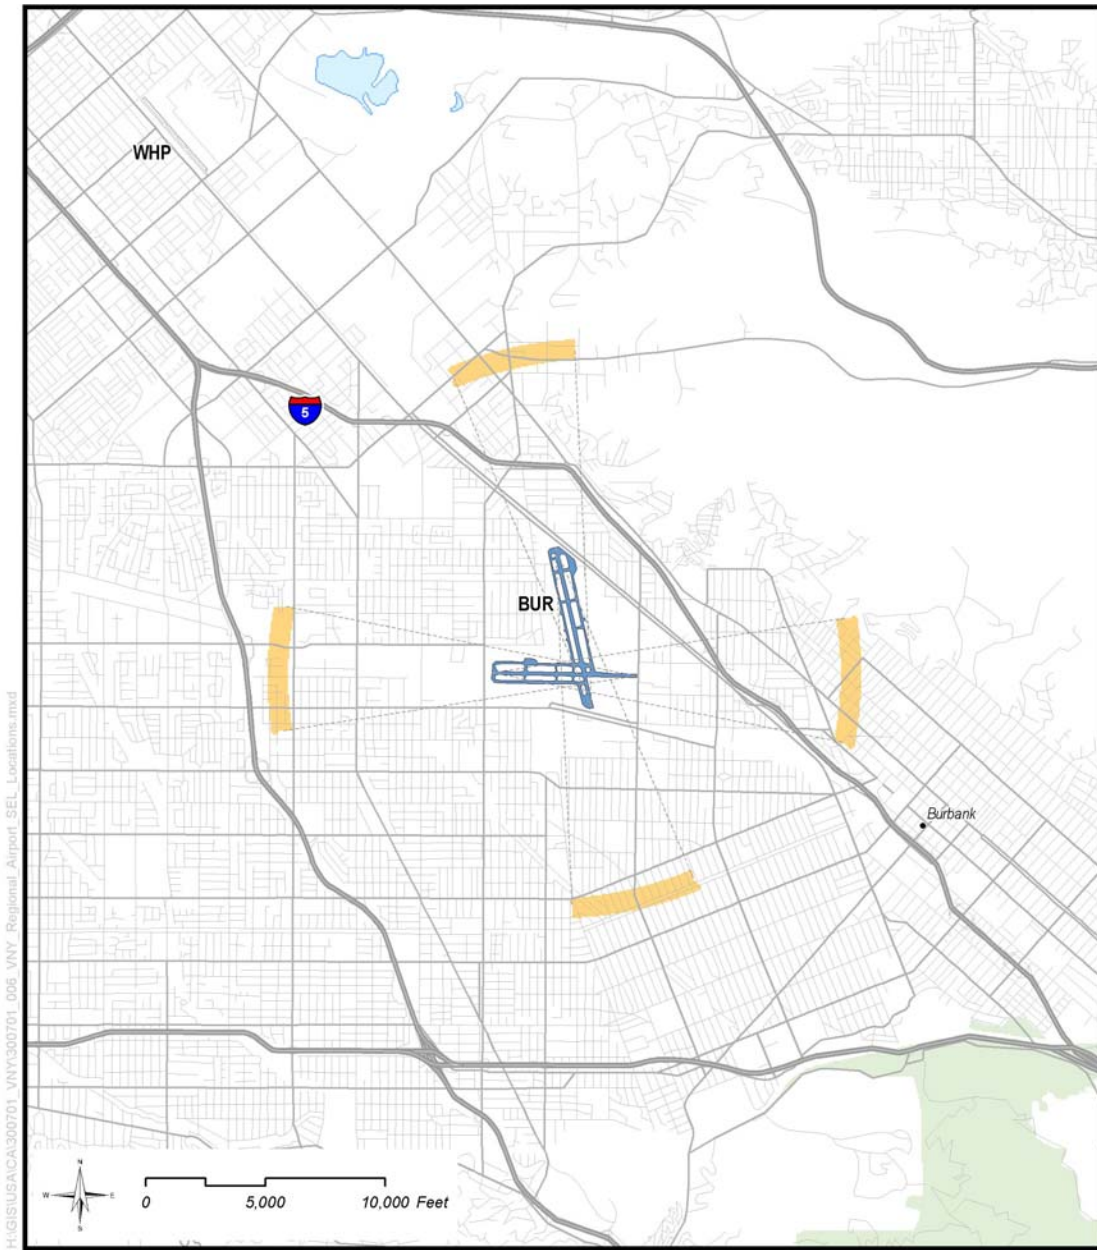 WHP
5
BUR
Burbank
N
W E
S
0 5,000 10,000 Feet
H:\GIS\USA\CA\300701_VNY\300701_006_VNY_Regional_Airport_SEL_Locations.mxd